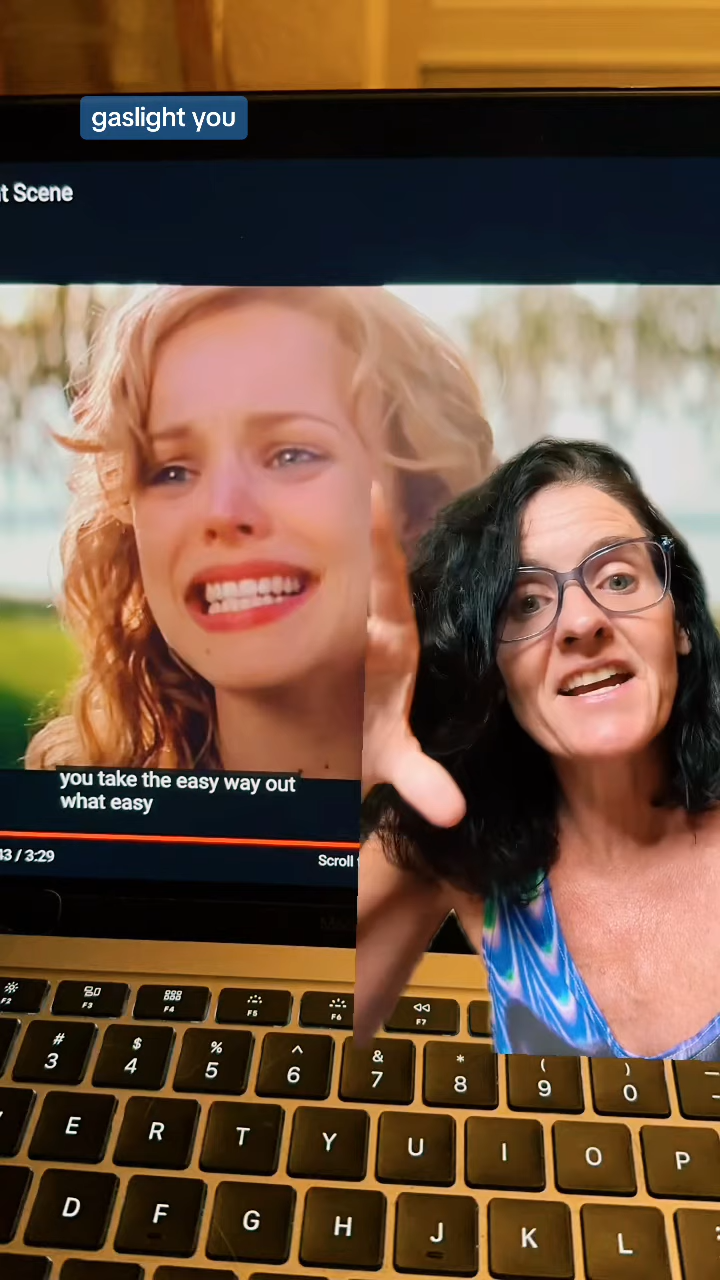 gaslight you
t Scene
you take the easy way out
what easy
3 / 3:29
Scroll
F2
F3
F4
F5
F6
F7
# $ % ^ & * ( )
3 4 5 6 7 8 9 0
E R T Y U I O P
D F G H J K L